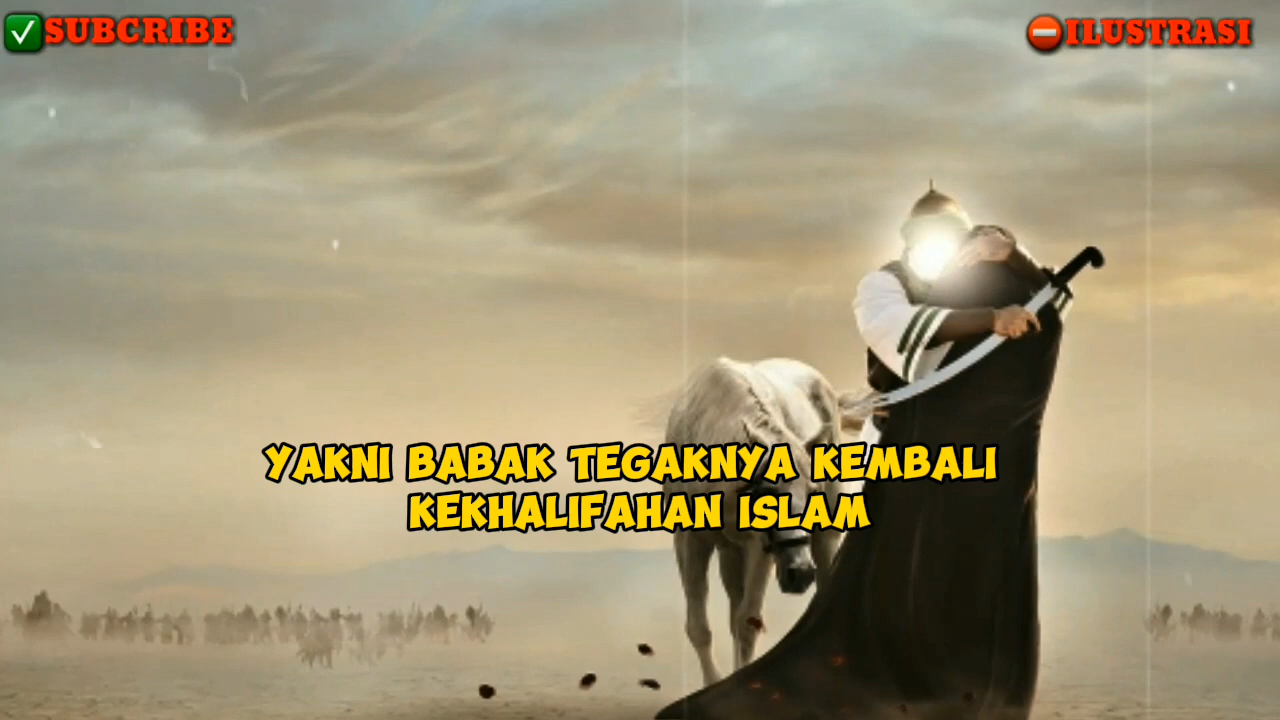 SUBCRIBE
ILUSTRASI
YAKNI BABAK TEGAKNYA KEMBALI
KEKHALIFAHAN ISLAM